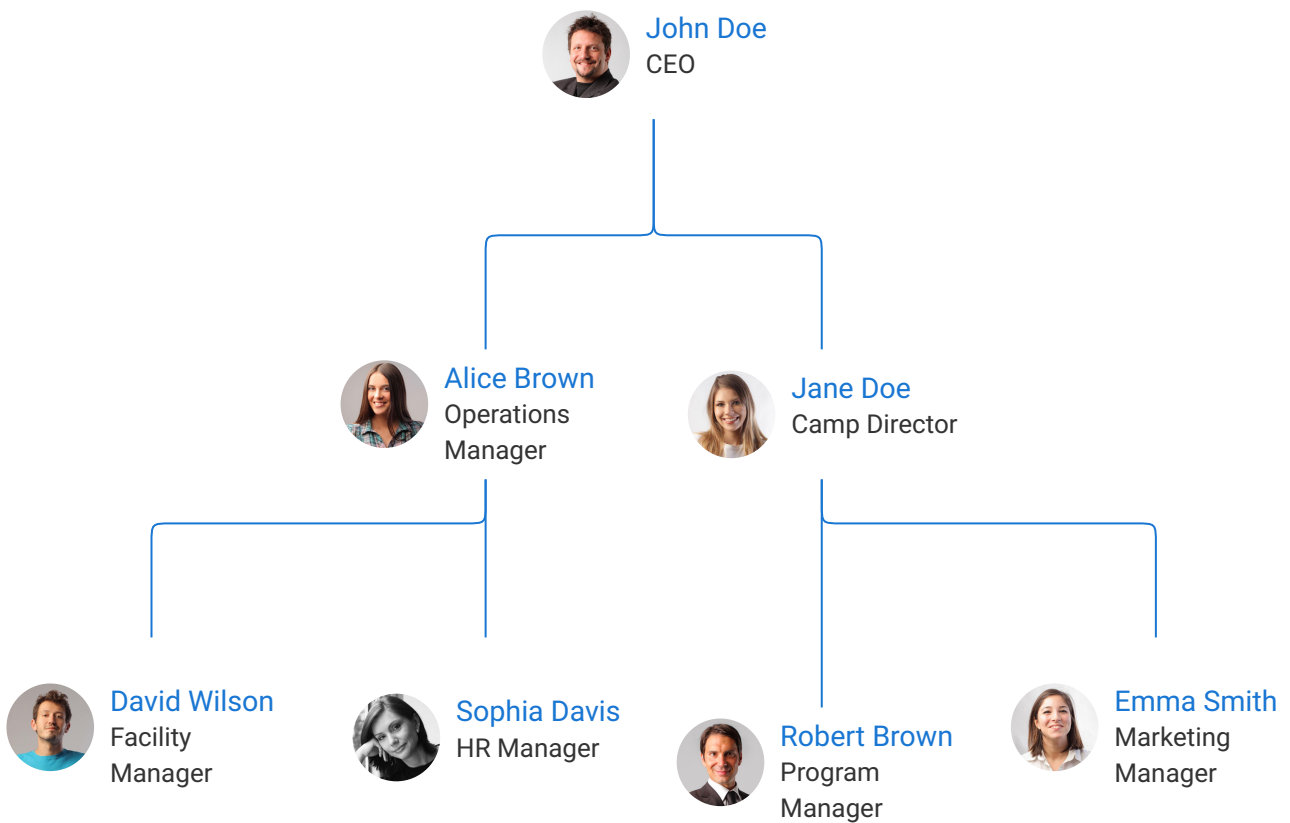 John Doe
CEO
Alice Brown
Operations
Manager
Jane Doe
Camp Director
David Wilson
Facility
Manager
Sophia Davis
HR Manager
Robert Brown
Program
Manager
Emma Smith
Marketing
Manager